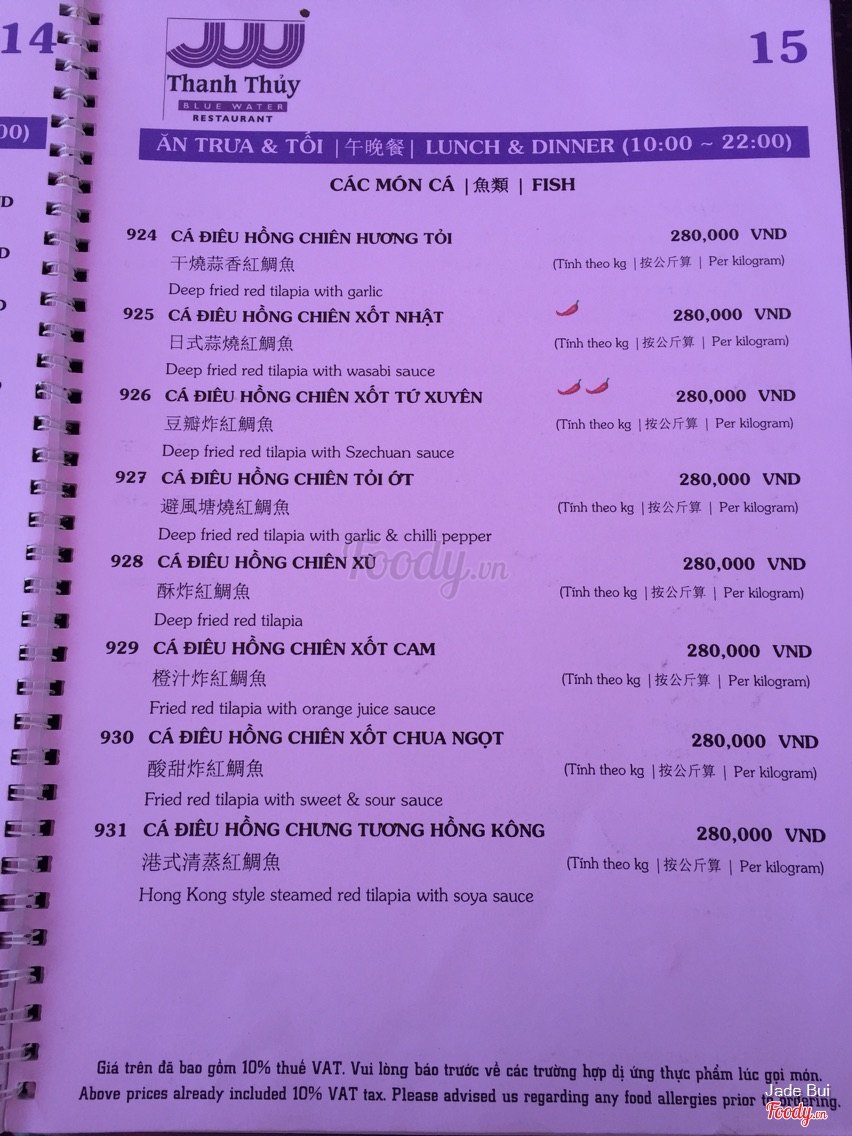 14
15
Thanh Thủy
BLUE WATER
RESTAURANT
00)
ĂN TRƯA & TỐI | 午晚餐 | LUNCH & DINNER (10:00 ~ 22:00)
CÁC MÓN CÁ | 魚類 | FISH
924 CÁ ĐIÊU HỒNG CHIÊN HƯƠNG TỎI 280,000 VND
干燒蒜香紅鯛魚 (Tính theo kg | 按公斤算 | Per kilogram)
Deep fried red tilapia with garlic
925 CÁ ĐIÊU HỒNG CHIÊN XỐT NHẬT 280,000 VND
日式蒜燒紅鯛魚 (Tính theo kg | 按公斤算 | Per kilogram)
Deep fried red tilapia with wasabi sauce
926 CÁ ĐIÊU HỒNG CHIÊN XỐT TỨ XUYÊN 280,000 VND
豆瓣炸紅鯛魚 (Tính theo kg | 按公斤算 | Per kilogram)
Deep fried red tilapia with Szechuan sauce
927 CÁ ĐIÊU HỒNG CHIÊN TỎI ỚT 280,000 VND
避風塘燒紅鯛魚 (Tính theo kg | 按公斤算 | Per kilogram)
Deep fried red tilapia with garlic & chilli pepper
928 CÁ ĐIÊU HỒNG CHIÊN XÙ 280,000 VND
Foody.vn
酥炸紅鯛魚 (Tính theo kg | 按公斤算 | Per kilogram)
Deep fried red tilapia
929 CÁ ĐIÊU HỒNG CHIÊN XỐT CAM 280,000 VND
橙汁炸紅鯛魚 (Tính theo kg | 按公斤算 | Per kilogram)
Fried red tilapia with orange juice sauce
930 CÁ ĐIÊU HỒNG CHIÊN XỐT CHUA NGỌT 280,000 VND
酸甜炸紅鯛魚 (Tính theo kg | 按公斤算 | Per kilogram)
Fried red tilapia with sweet & sour sauce
931 CÁ ĐIÊU HỒNG CHƯNG TƯƠNG HỒNG KÔNG 280,000 VND
港式清蒸紅鯛魚 (Tính theo kg | 按公斤算 | Per kilogram)
Hong Kong style steamed red tilapia with soya sauce
Giá trên đã bao gồm 10% thuế VAT. Vui lòng báo trước về các trường hợp dị ứng thực phẩm lúc gọi món.
Above prices already included 10% VAT tax. Please advised us regarding any food allergies prior to ordering.
Jade Bui
Foody.vn